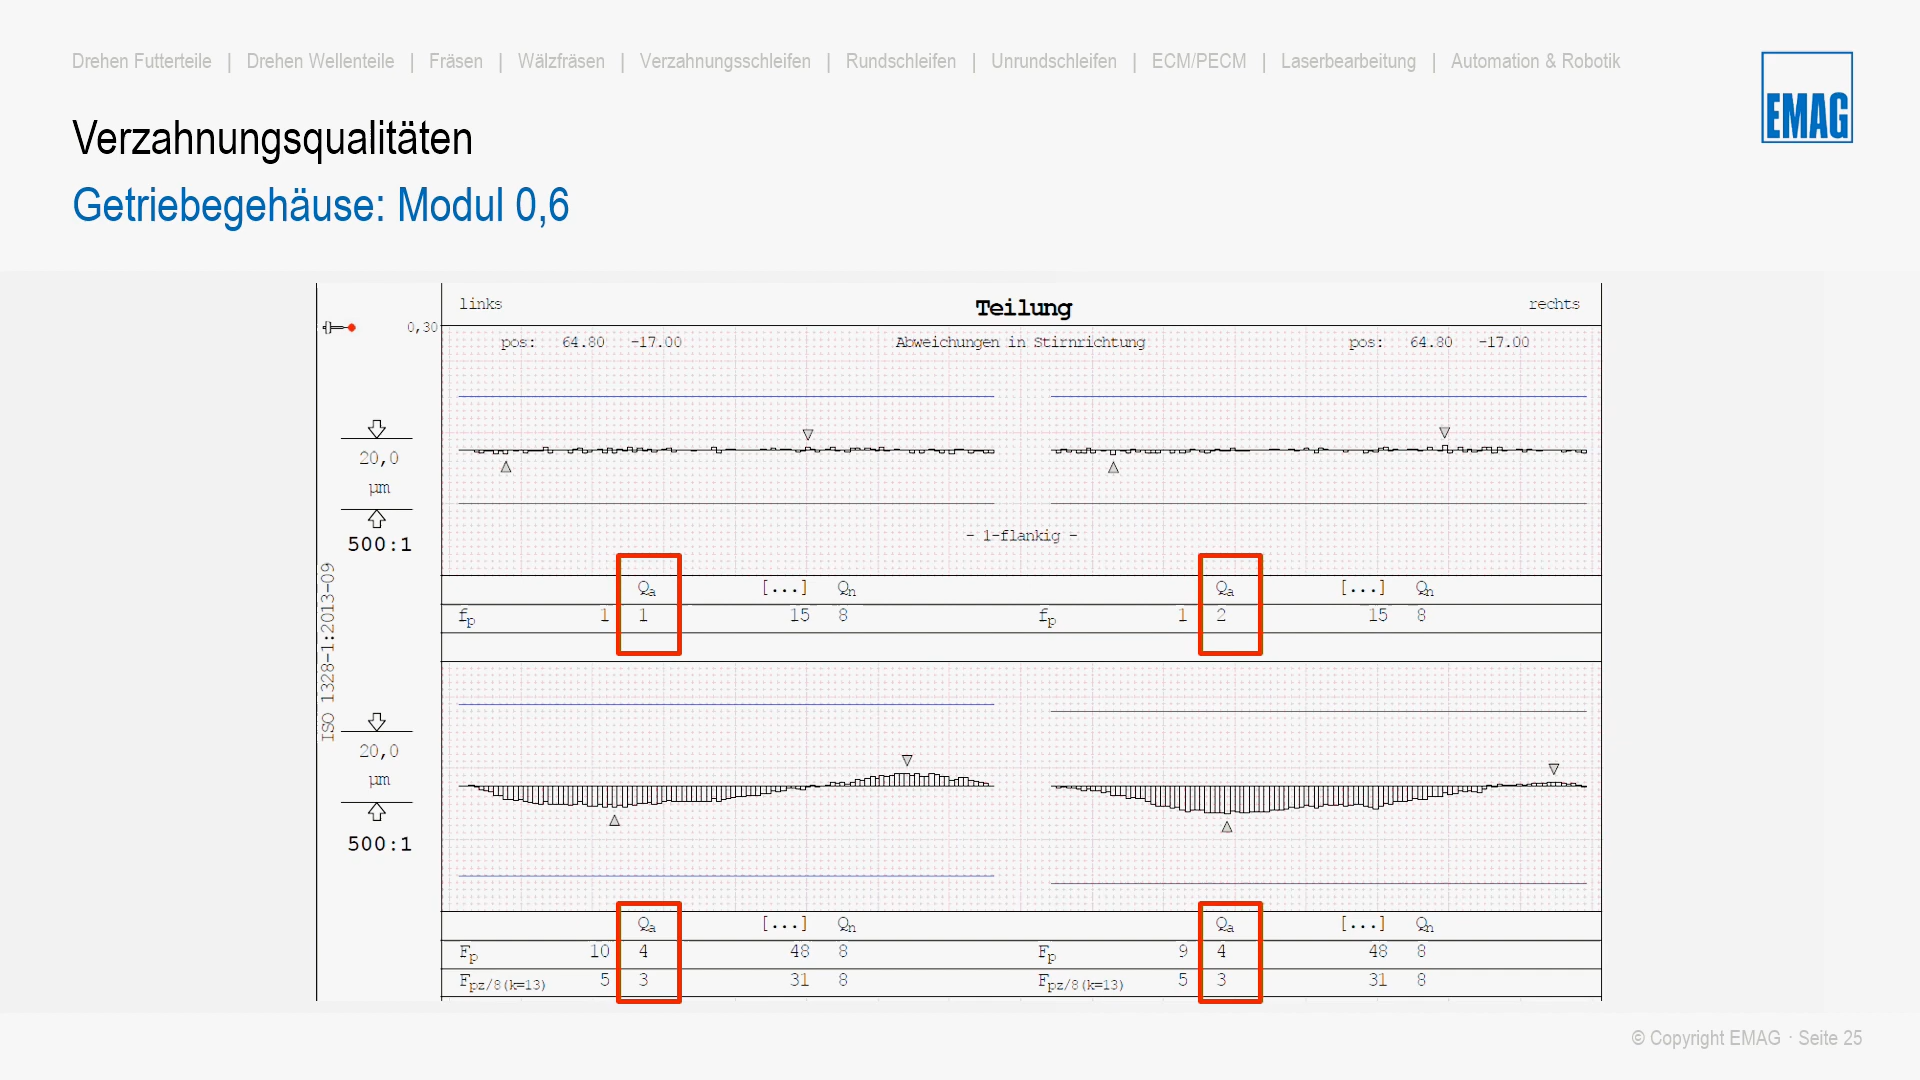 Drehen Futterteile | Drehen Wellenteile | Fräsen | Wälzfräsen | Verzahnungsschleifen | Rundschleifen | Unrundschleifen | ECM/PECM | Laserbearbeitung | Automation & Robotik
EMAG
Verzahnungsqualitäten
Getriebegehäuse: Modul 0,6
links Teilung rechts
0,30
pos: 64.80 -17.00 Abweichungen in Stirnrichtung pos: 64.80 -17.00
20,0
µm
500:1
- 1-flankig -
ISO 1328-1:2013-09
Qa [...] Qn Qa [...] Qn
fp 1 1 15 8 fp 1 2 15 8
20,0
µm
500:1
Qa [...] Qn Qa [...] Qn
Fp 10 4 48 8 Fp 9 4 48 8
Fpz/8(k=13) 5 3 31 8 Fpz/8(k=13) 5 3 31 8
© Copyright EMAG · Seite 25